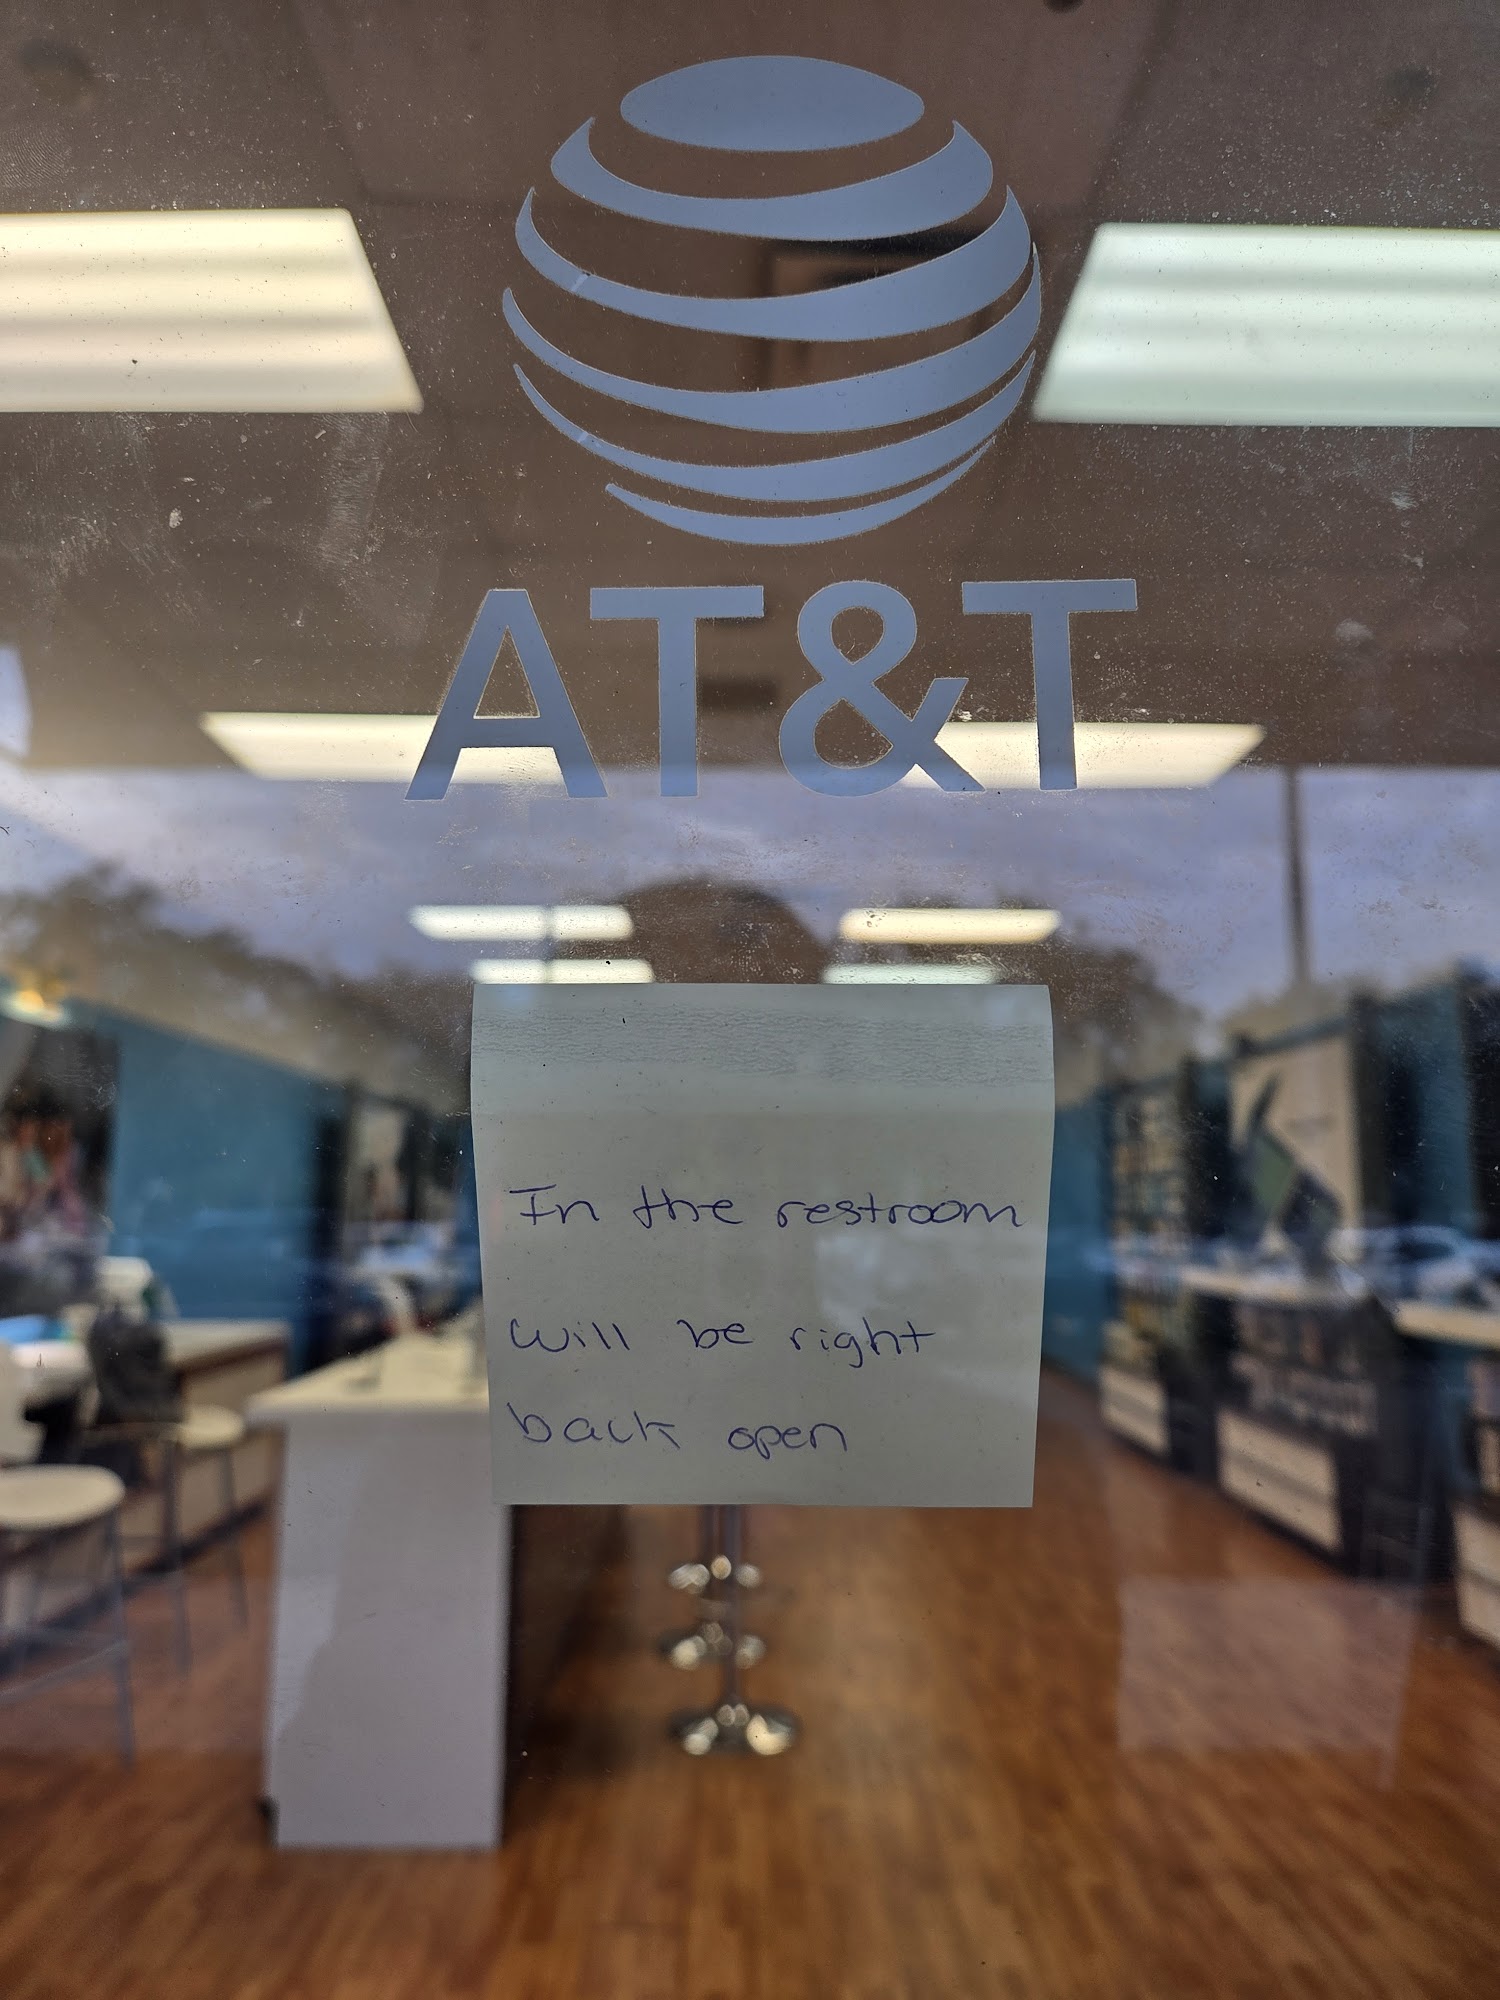 AT&T
In the restroom
will be right
back open